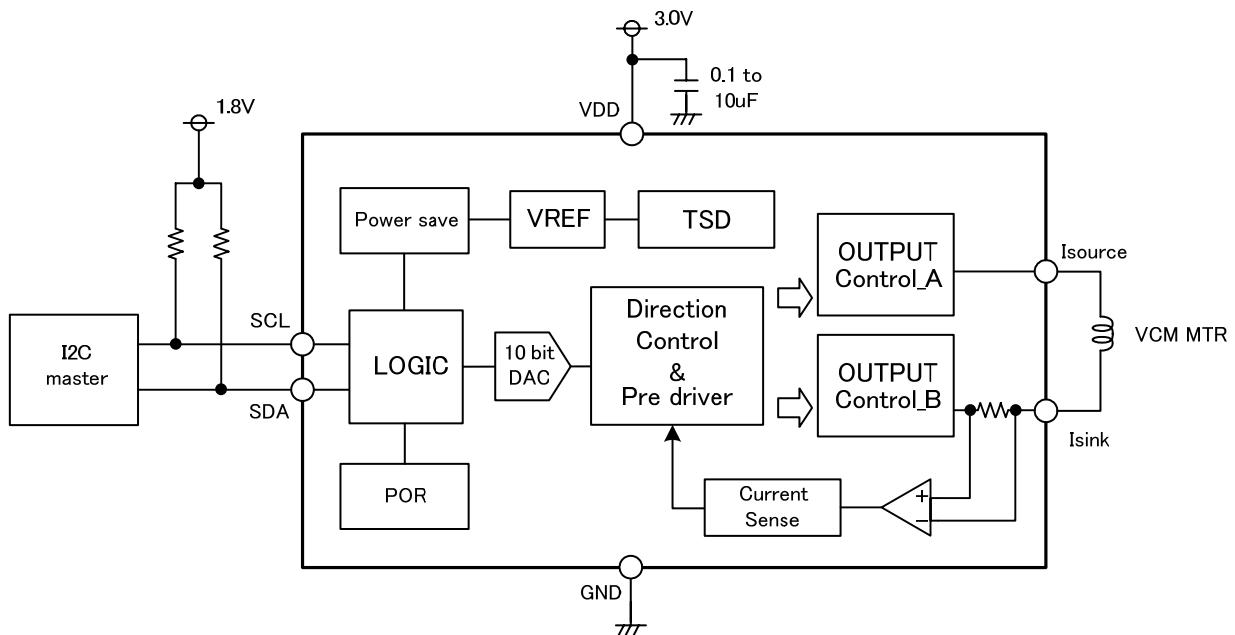 3.0V
0.1 to
10uF
VDD
1.8V
Power save
VREF
TSD
OUTPUT
Control_A
Isource
SCL
I2C
master
LOGIC
10 bit
DAC
Direction
Control
&
Pre driver
VCM MTR
OUTPUT
Control_B
SDA
Isink
POR
Current
Sense
+
−
GND